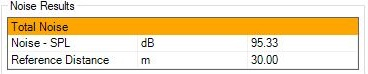 Noise Results
Total Noise
Noise - SPL dB 95.33
Reference Distance m 30.00